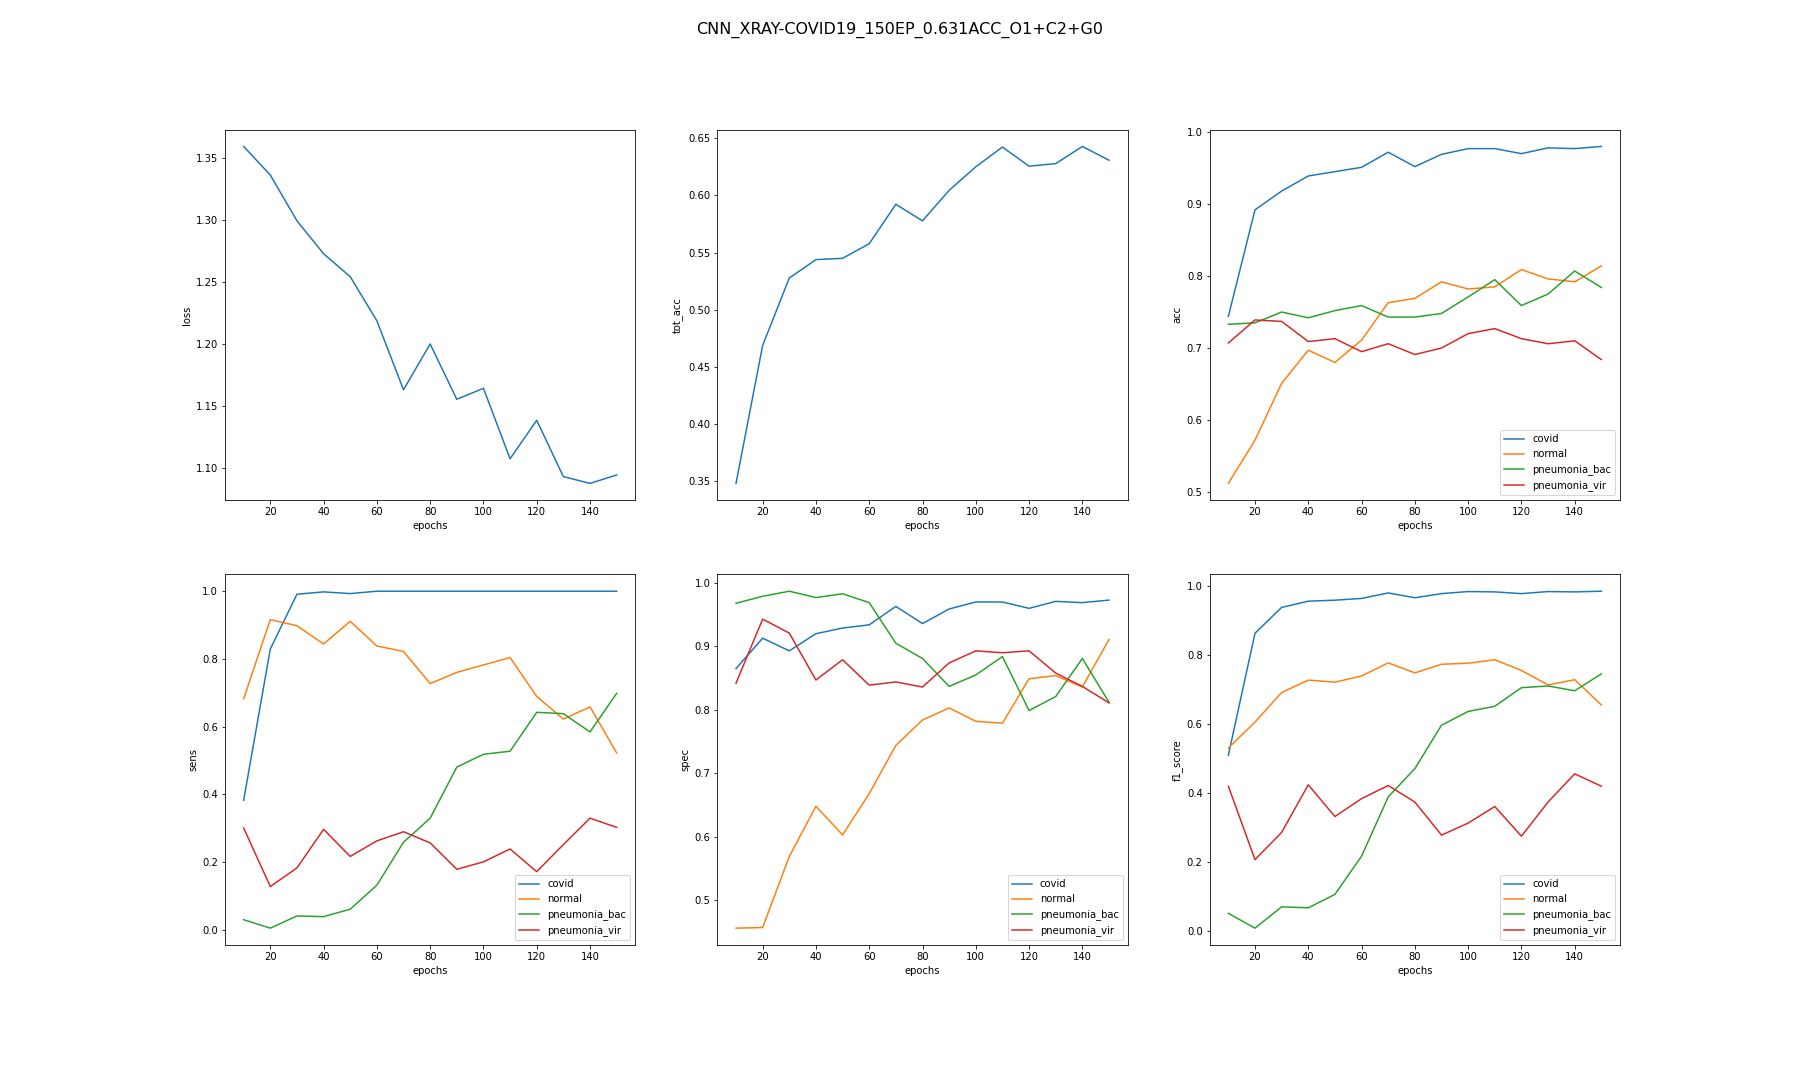 CNN_XRAY-COVID19_150EP_0.631ACC_O1+C2+G0
1.35
1.30
1.25
1.20
1.15
1.10
loss
20 40 60 80 100 120 140
epochs
0.65
0.60
0.55
0.50
0.45
0.40
0.35
tot_acc
20 40 60 80 100 120 140
epochs
1.0
0.9
0.8
0.7
0.6
0.5
acc
covid
normal
pneumonia_bac
pneumonia_vir
20 40 60 80 100 120 140
epochs
1.0
0.8
0.6
0.4
0.2
0.0
sens
covid
normal
pneumonia_bac
pneumonia_vir
20 40 60 80 100 120 140
epochs
1.0
0.9
0.8
0.7
0.6
0.5
spec
covid
normal
pneumonia_bac
pneumonia_vir
20 40 60 80 100 120 140
epochs
1.0
0.8
0.6
0.4
0.2
0.0
f1_score
covid
normal
pneumonia_bac
pneumonia_vir
20 40 60 80 100 120 140
epochs